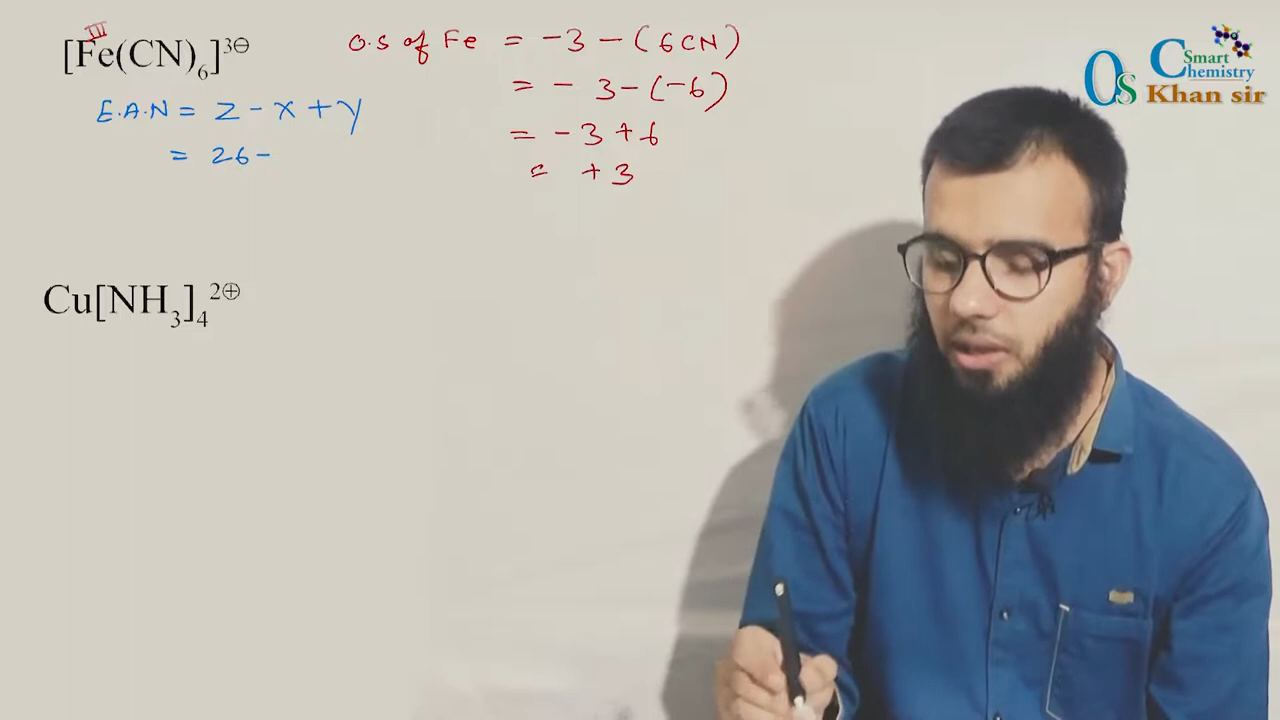 III
[Fe(CN)₆]³⊖
O.S of Fe = -3 - (6CN)
= - 3 - (-6)
= - 3 + 6
= + 3
E.A.N = Z - x + y
= 26 -
Cu[NH₃]₄²⊕
Os Smart Chemistry
Khan sir